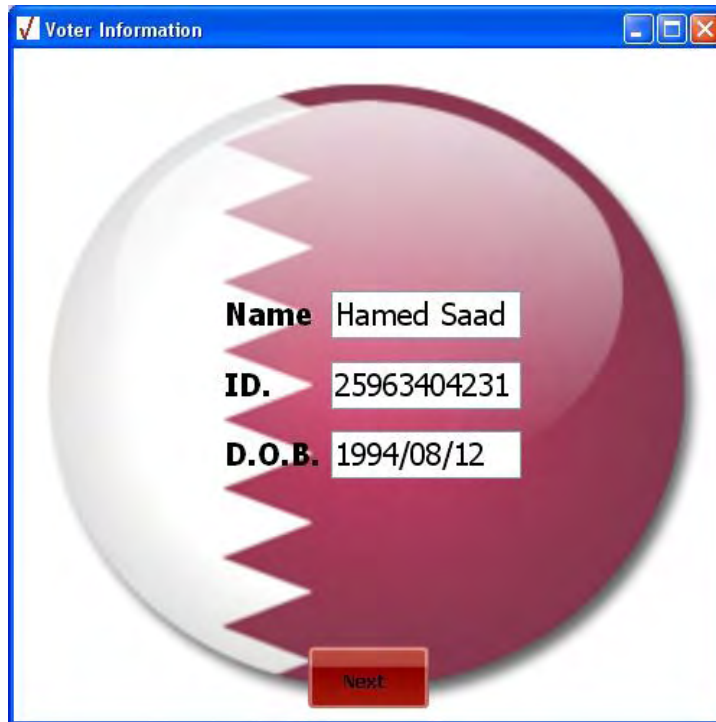 Voter Information
Name Hamed Saad
ID. 25963404231
D.O.B. 1994/08/12
Next